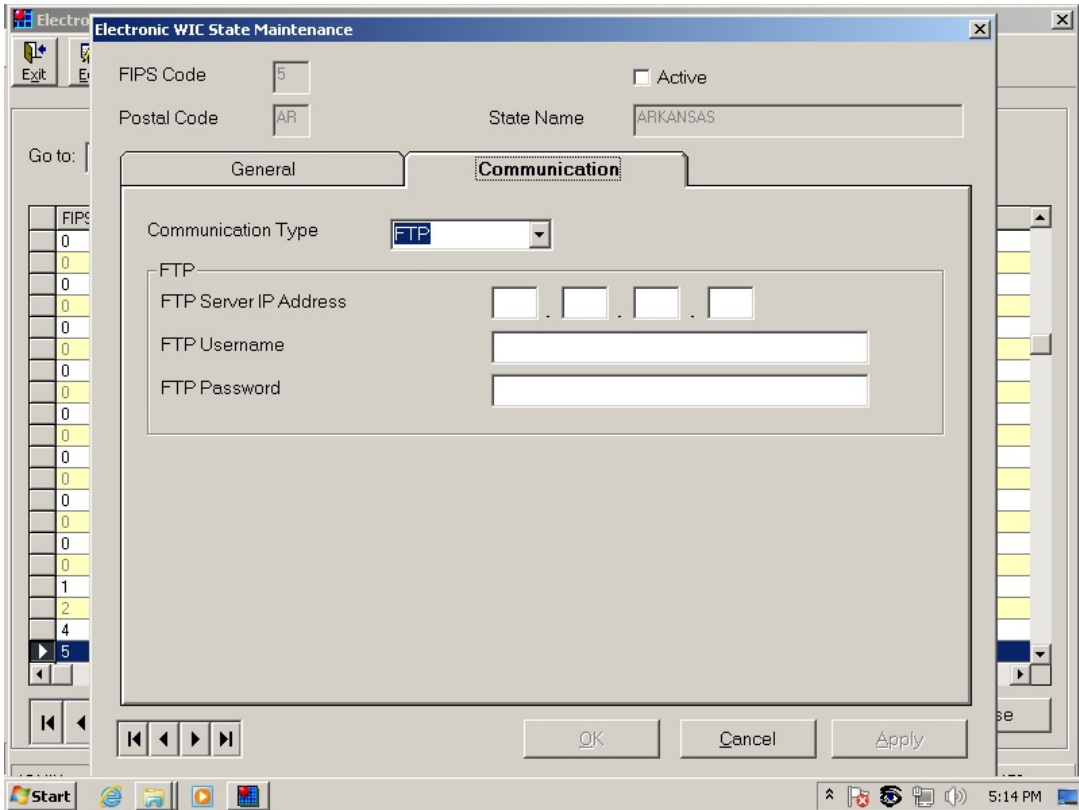 Electro
Electronic WIC State Maintenance
Exit
FIPS Code 5 Active
Postal Code AR State Name ARKANSAS
Go to:
General Communication
FIPS
Communication Type FTP
0
0
FTP
0
FTP Server IP Address . . .
0
0
FTP Username
0
0
FTP Password
0
0
0
0
0
0
0
0
0
1
2
4
5
OK Cancel Apply
Start 5:14 PM